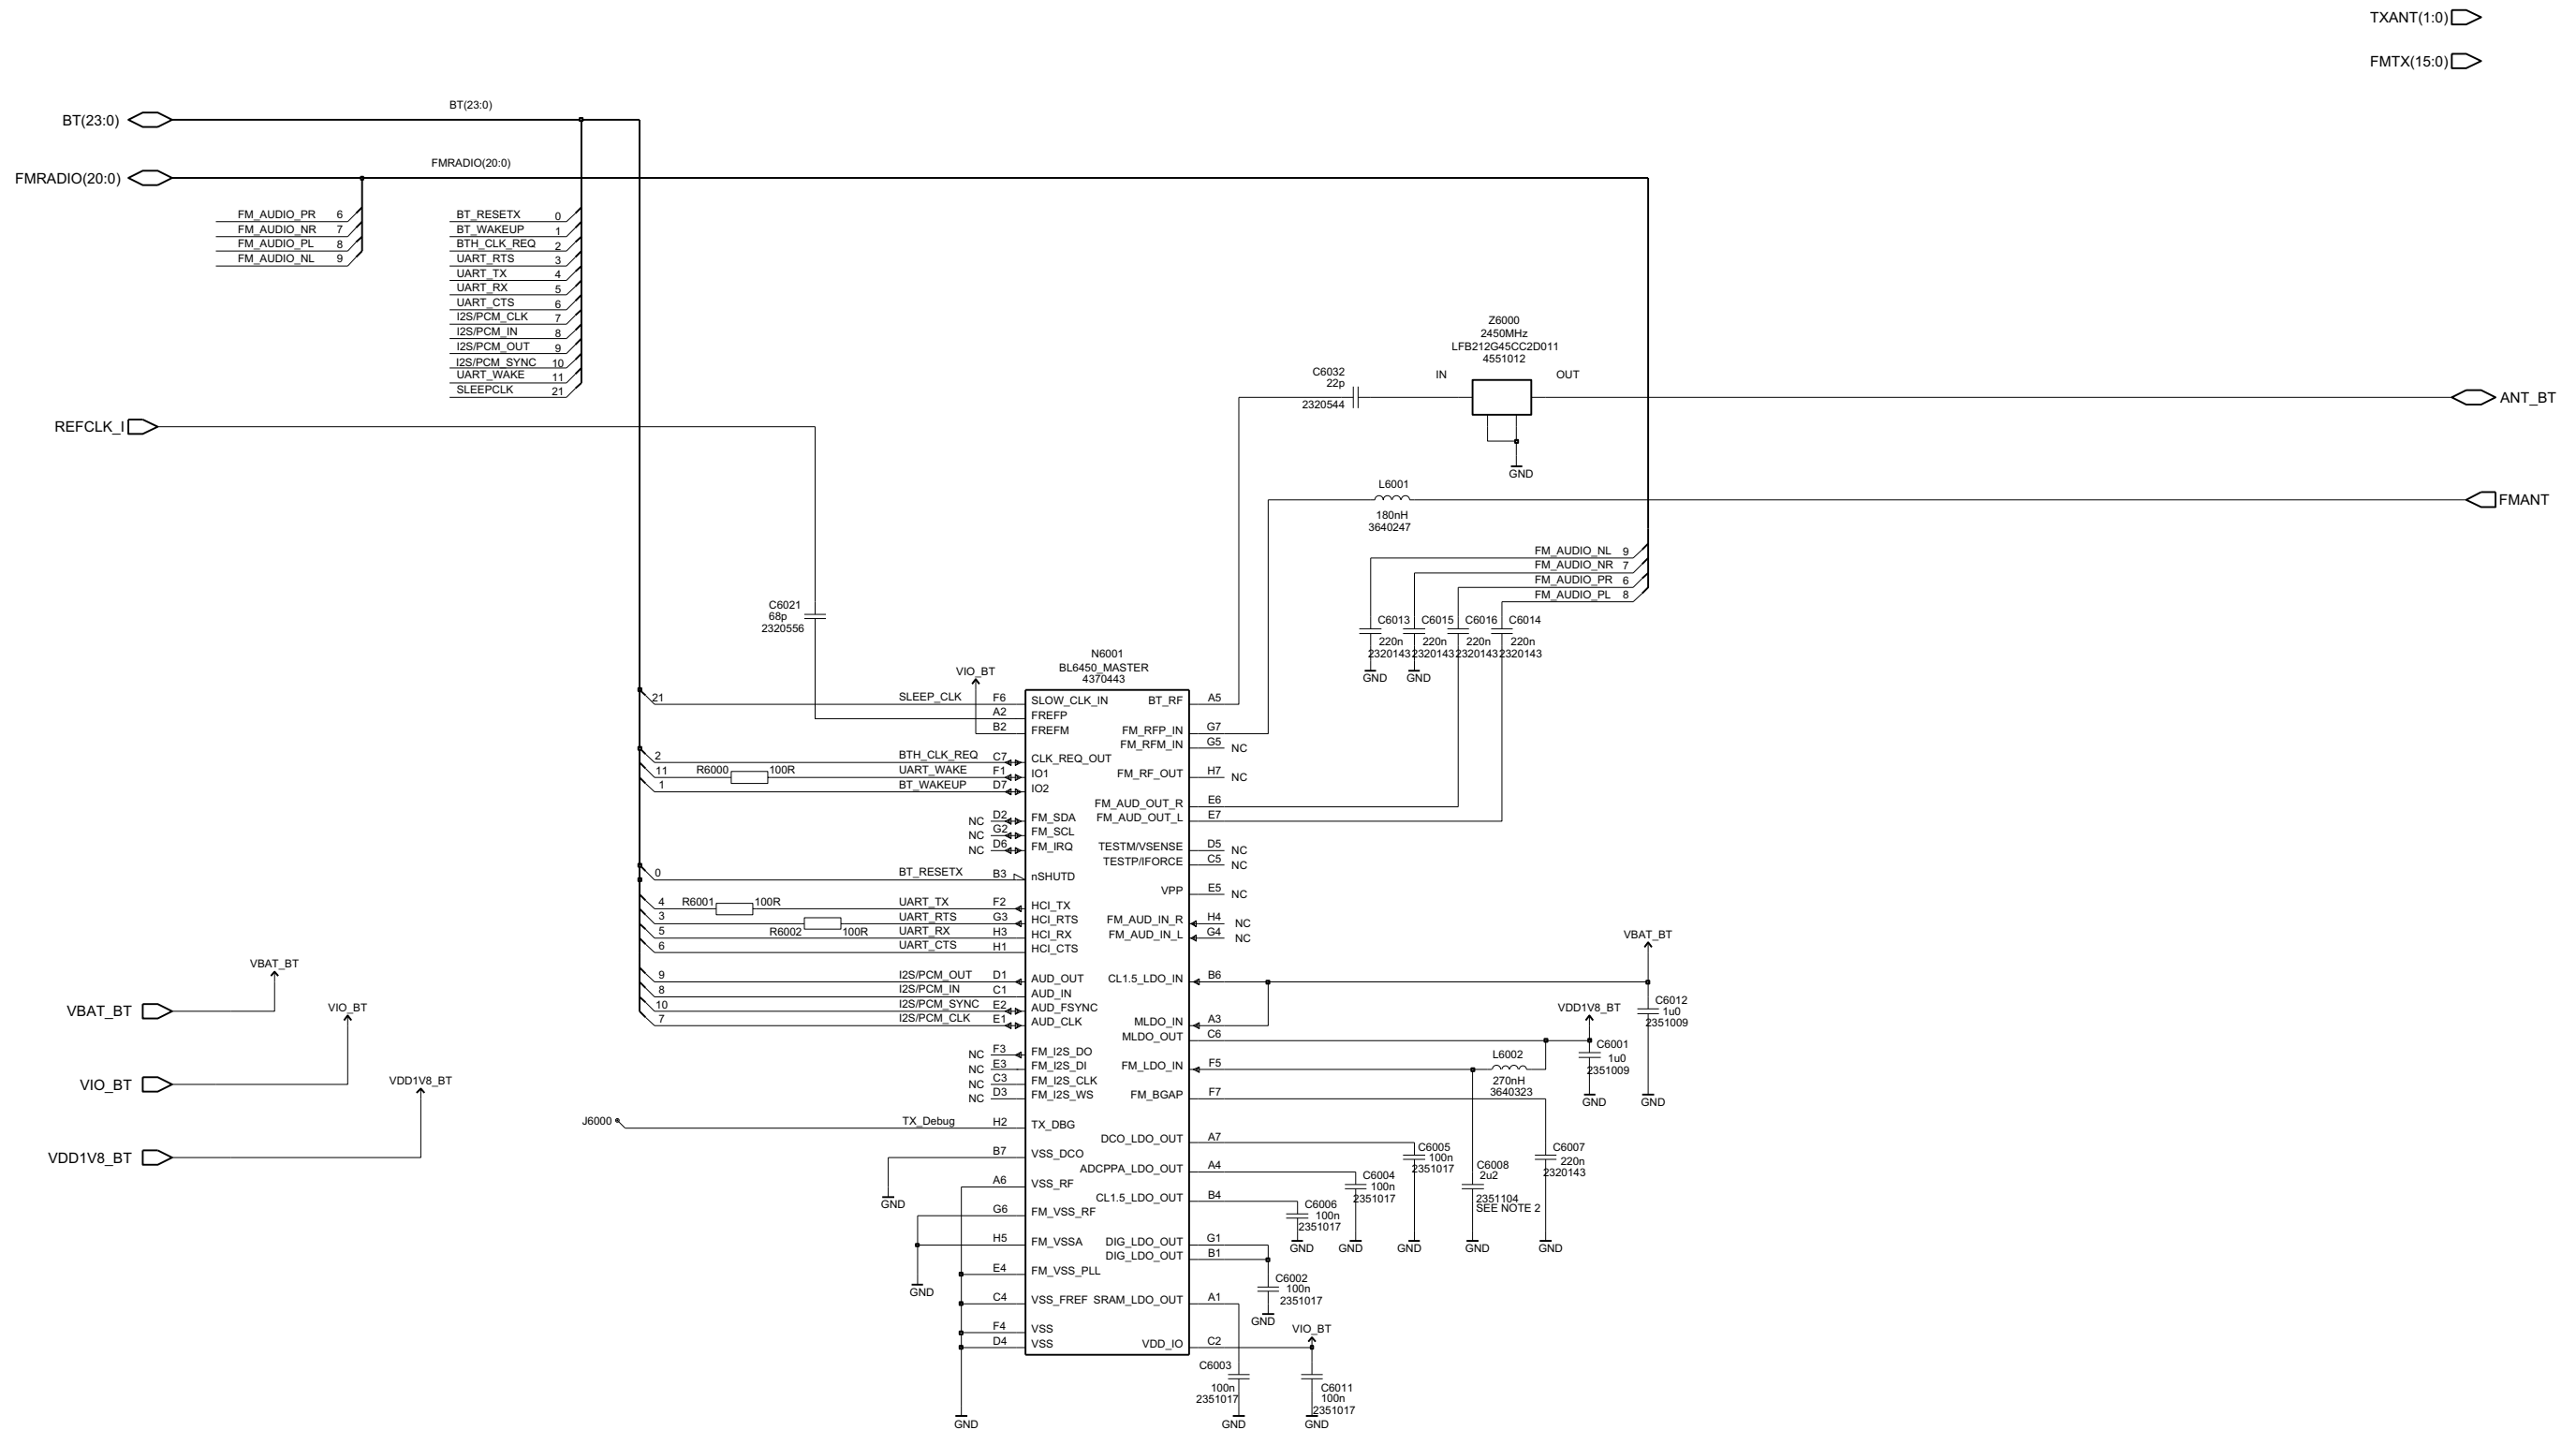 TXANT(1:0)
FMTX(15:0)
BT(23:0)
BT(23:0)
FMRADIO(20:0)
FMRADIO(20:0)
FM_AUDIO_PR 6
FM_AUDIO_NR 7
FM_AUDIO_PL 8
FM_AUDIO_NL 9
BT_RESETX 0
BT_WAKEUP 1
BTH_CLK_REQ 2
UART_RTS 3
UART_TX 4
UART_RX 5
UART_CTS 6
I2S/PCM_CLK 7
I2S/PCM_IN 8
I2S/PCM_OUT 9
I2S/PCM_SYNC 10
UART_WAKE 11
SLEEPCLK 21
REFCLK_I
Z6000
2450MHz
LFB212G45CC2D011
4551012
IN OUT
C6032
22p
2320544
GND
ANT_BT
L6001
180nH
3640247
FMANT
FM_AUDIO_NL 9
FM_AUDIO_NR 7
FM_AUDIO_PR 6
FM_AUDIO_PL 8
C6021
68p
2320556
C6013 C6015 C6016 C6014
220n 220n 220n 220n
2320143 2320143 2320143 2320143
GND GND
N6001
BL6450_MASTER
4370443
VIO_BT
21 SLEEP_CLK F6 SLOW_CLK_IN
A2 FREFP
B2 FREFM
2 BTH_CLK_REQ C7 CLK_REQ_OUT
11 R6000 100R UART_WAKE F1 IO1
1 BT_WAKEUP D7 IO2
NC D2 FM_SDA
NC G2 FM_SCL
NC D6 FM_IRQ
0 BT_RESETX B3 nSHUTD
4 R6001 100R UART_TX F2 HCI_TX
3 R6002 100R UART_RTS G3 HCI_RTS
5 UART_RX H3 HCI_RX
6 UART_CTS H1 HCI_CTS
9 I2S/PCM_OUT D1 AUD_OUT
8 I2S/PCM_IN C1 AUD_IN
10 I2S/PCM_SYNC E2 AUD_FSYNC
7 I2S/PCM_CLK E1 AUD_CLK
NC F3 FM_I2S_DO
NC E3 FM_I2S_DI
NC C3 FM_I2S_CLK
NC D3 FM_I2S_WS
J6000 TX_Debug H2 TX_DBG
B7 VSS_DCO
GND
A6 VSS_RF
G6 FM_VSS_RF
H5 FM_VSSA
GND
E4 FM_VSS_PLL
C4 VSS_FREF
F4 VSS
D4 VSS
GND
BT_RF A5
FM_RFP_IN G7
FM_RFM_IN G5 NC
FM_RF_OUT H7 NC
FM_AUD_OUT_R E6
FM_AUD_OUT_L E7
TESTM/VSENSE D5 NC
TESTP/IFORCE C5 NC
VPP E5 NC
FM_AUD_IN_R H4 NC
FM_AUD_IN_L G4 NC
CL1.5_LDO_IN B6
MLDO_IN A3
MLDO_OUT C6
FM_LDO_IN F5
FM_BGAP F7
DCO_LDO_OUT A7
ADCPPA_LDO_OUT A4
CL1.5_LDO_OUT B4
DIG_LDO_OUT G1
DIG_LDO_OUT B1
SRAM_LDO_OUT A1
VDD_IO C2
VBAT_BT
C6012
1u0
2351009
GND
VDD1V8_BT
C6001
1u0
2351009
GND
L6002
270nH
3640323
C6007
220n
2320143
GND
C6008
2u2
2351104
SEE NOTE 2
GND
C6005
100n
2351017
GND
C6004
100n
2351017
GND
C6006
100n
2351017
GND
C6002
100n
2351017
GND
C6003
100n
2351017
GND
VIO_BT
C6011
100n
2351017
GND
VBAT_BT
VBAT_BT
VIO_BT
VIO_BT
VDD1V8_BT
VDD1V8_BT